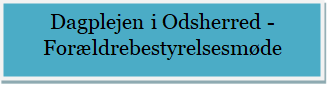 Dagplejen i Odsherred -
Forældrebestyrelsesmøde